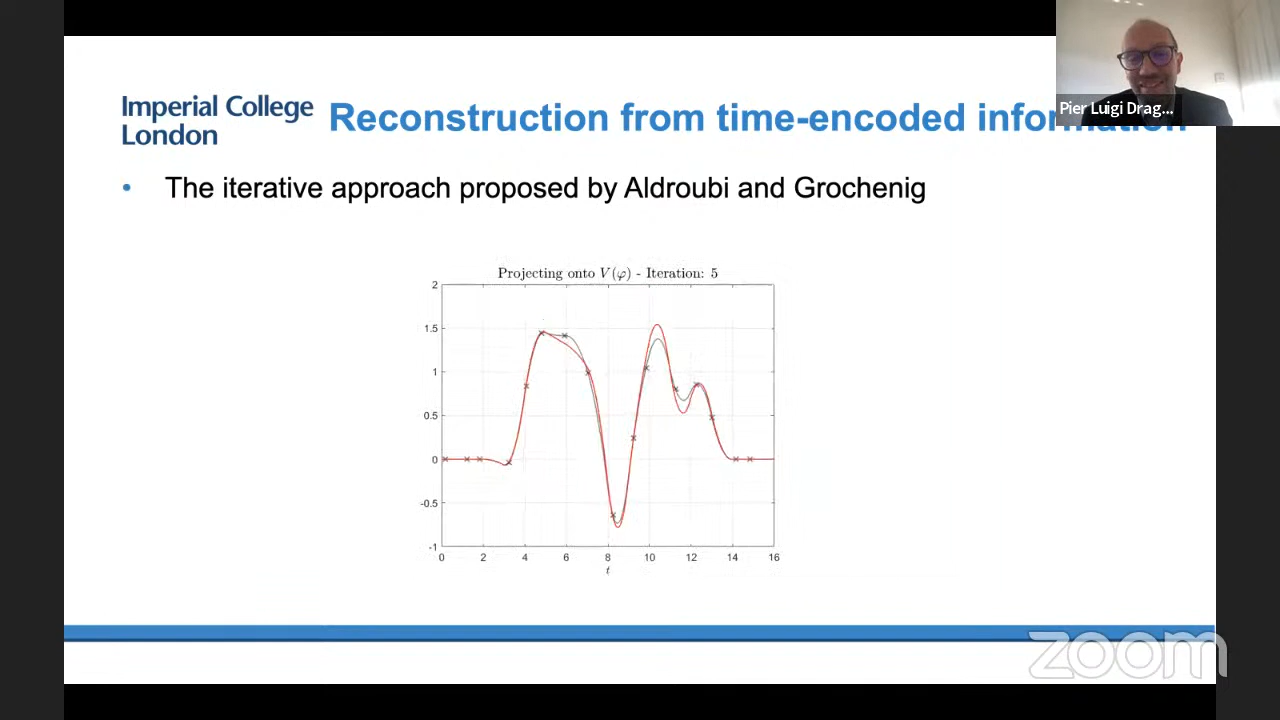 Imperial College
London
Reconstruction from time-encoded information
Pier Luigi Drag...
• The iterative approach proposed by Aldroubi and Grochenig
Projecting onto V(φ) - Iteration: 5
2
1.5
1
0.5
0
-0.5
-1
0 2 4 6 8 10 12 14 16
t
zoom